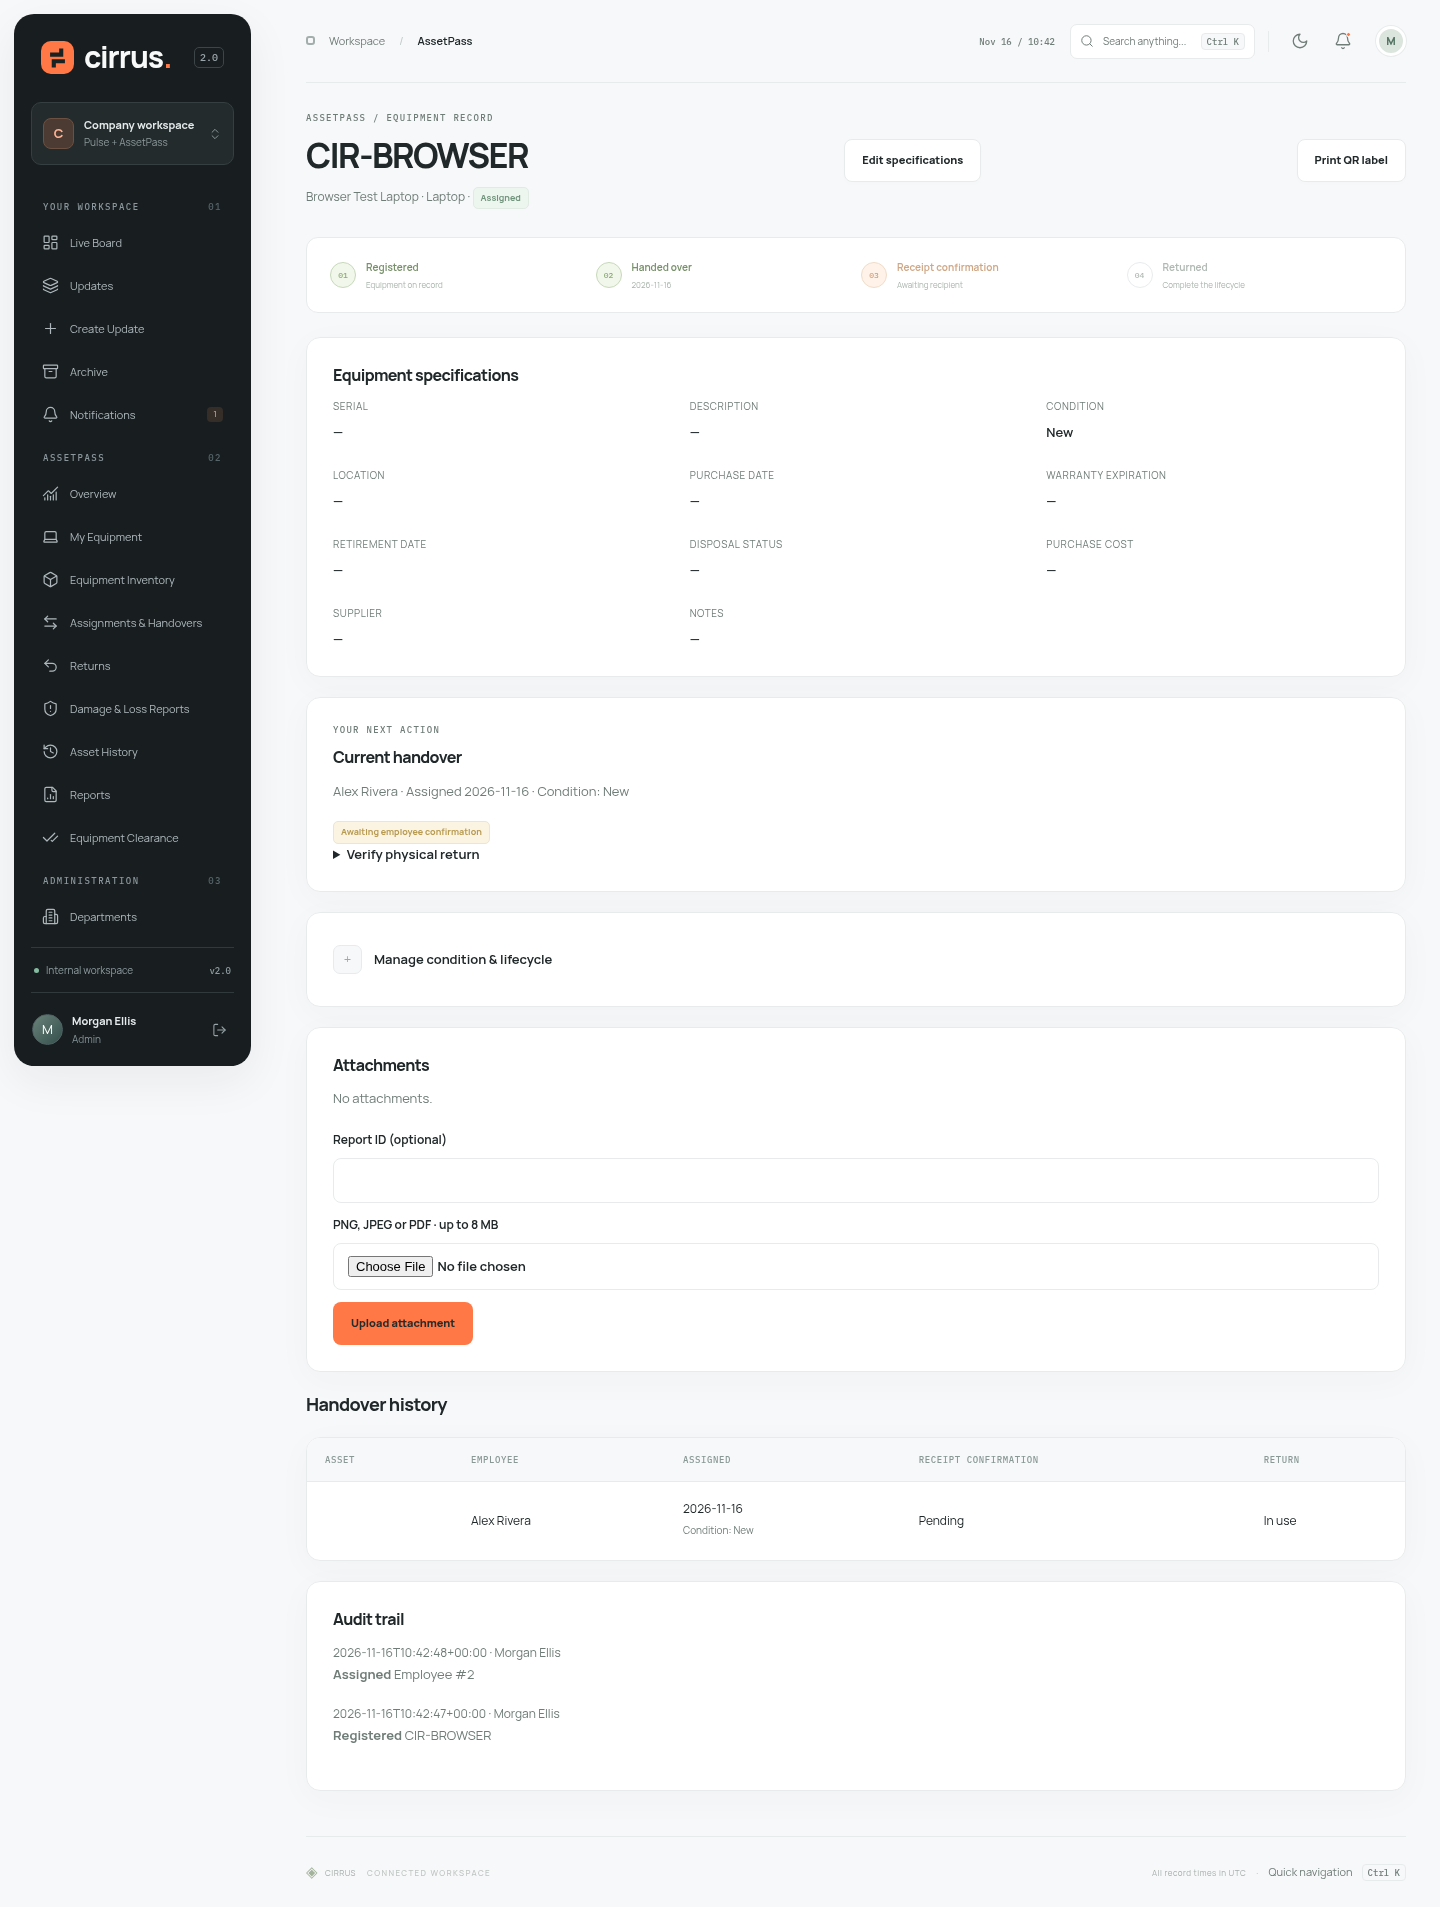 cirrus.
2.0
C
Company workspace
Pulse + AssetPass
YOUR WORKSPACE 01
Live Board
Updates
Create Update
Archive
Notifications 1
ASSETPASS 02
Overview
My Equipment
Equipment Inventory
Assignments & Handovers
Returns
Damage & Loss Reports
Asset History
Reports
Equipment Clearance
ADMINISTRATION 03
Departments
Internal workspace v2.0
M
Morgan Ellis
Admin
Workspace / AssetPass
Nov 16 / 10:42
Search anything... Ctrl K
M
ASSETPASS / EQUIPMENT RECORD
CIR-BROWSER
Browser Test Laptop · Laptop · Assigned
Edit specifications
Print QR label
01 Registered
Equipment on record
02 Handed over
2026-11-16
03 Receipt confirmation
Awaiting recipient
04 Returned
Complete the lifecycle
Equipment specifications
SERIAL DESCRIPTION CONDITION
— — New
LOCATION PURCHASE DATE WARRANTY EXPIRATION
— — —
RETIREMENT DATE DISPOSAL STATUS PURCHASE COST
— — —
SUPPLIER NOTES
— —
YOUR NEXT ACTION
Current handover
Alex Rivera · Assigned 2026-11-16 · Condition: New
Awaiting employee confirmation
▶ Verify physical return
+ Manage condition & lifecycle
Attachments
No attachments.
Report ID (optional)
PNG, JPEG or PDF · up to 8 MB
Choose File No file chosen
Upload attachment
Handover history
ASSET EMPLOYEE ASSIGNED RECEIPT CONFIRMATION RETURN
Alex Rivera 2026-11-16 Pending In use
Condition: New
Audit trail
2026-11-16T10:42:48+00:00 · Morgan Ellis
Assigned Employee #2
2026-11-16T10:42:47+00:00 · Morgan Ellis
Registered CIR-BROWSER
CIRRUS CONNECTED WORKSPACE
All record times in UTC · Quick navigation Ctrl K